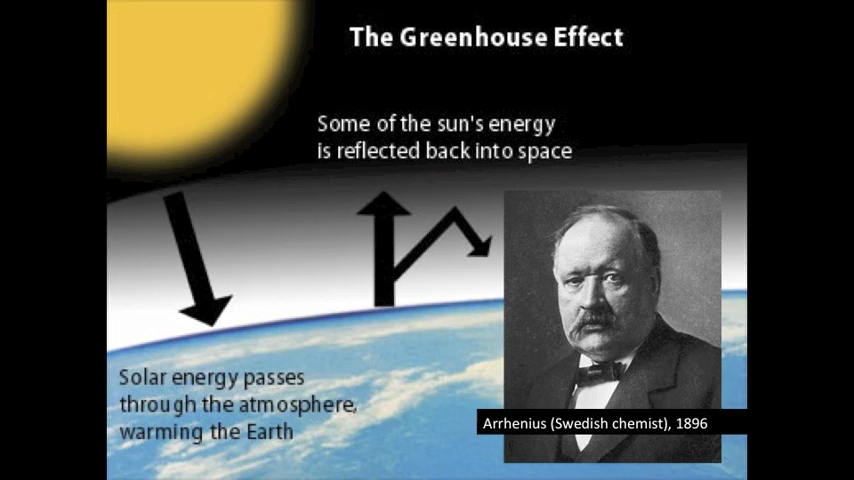 The Greenhouse Effect
Some of the sun's energy
is reflected back into space
Solar energy passes
through the atmosphere,
warming the Earth
Arrhenius (Swedish chemist), 1896